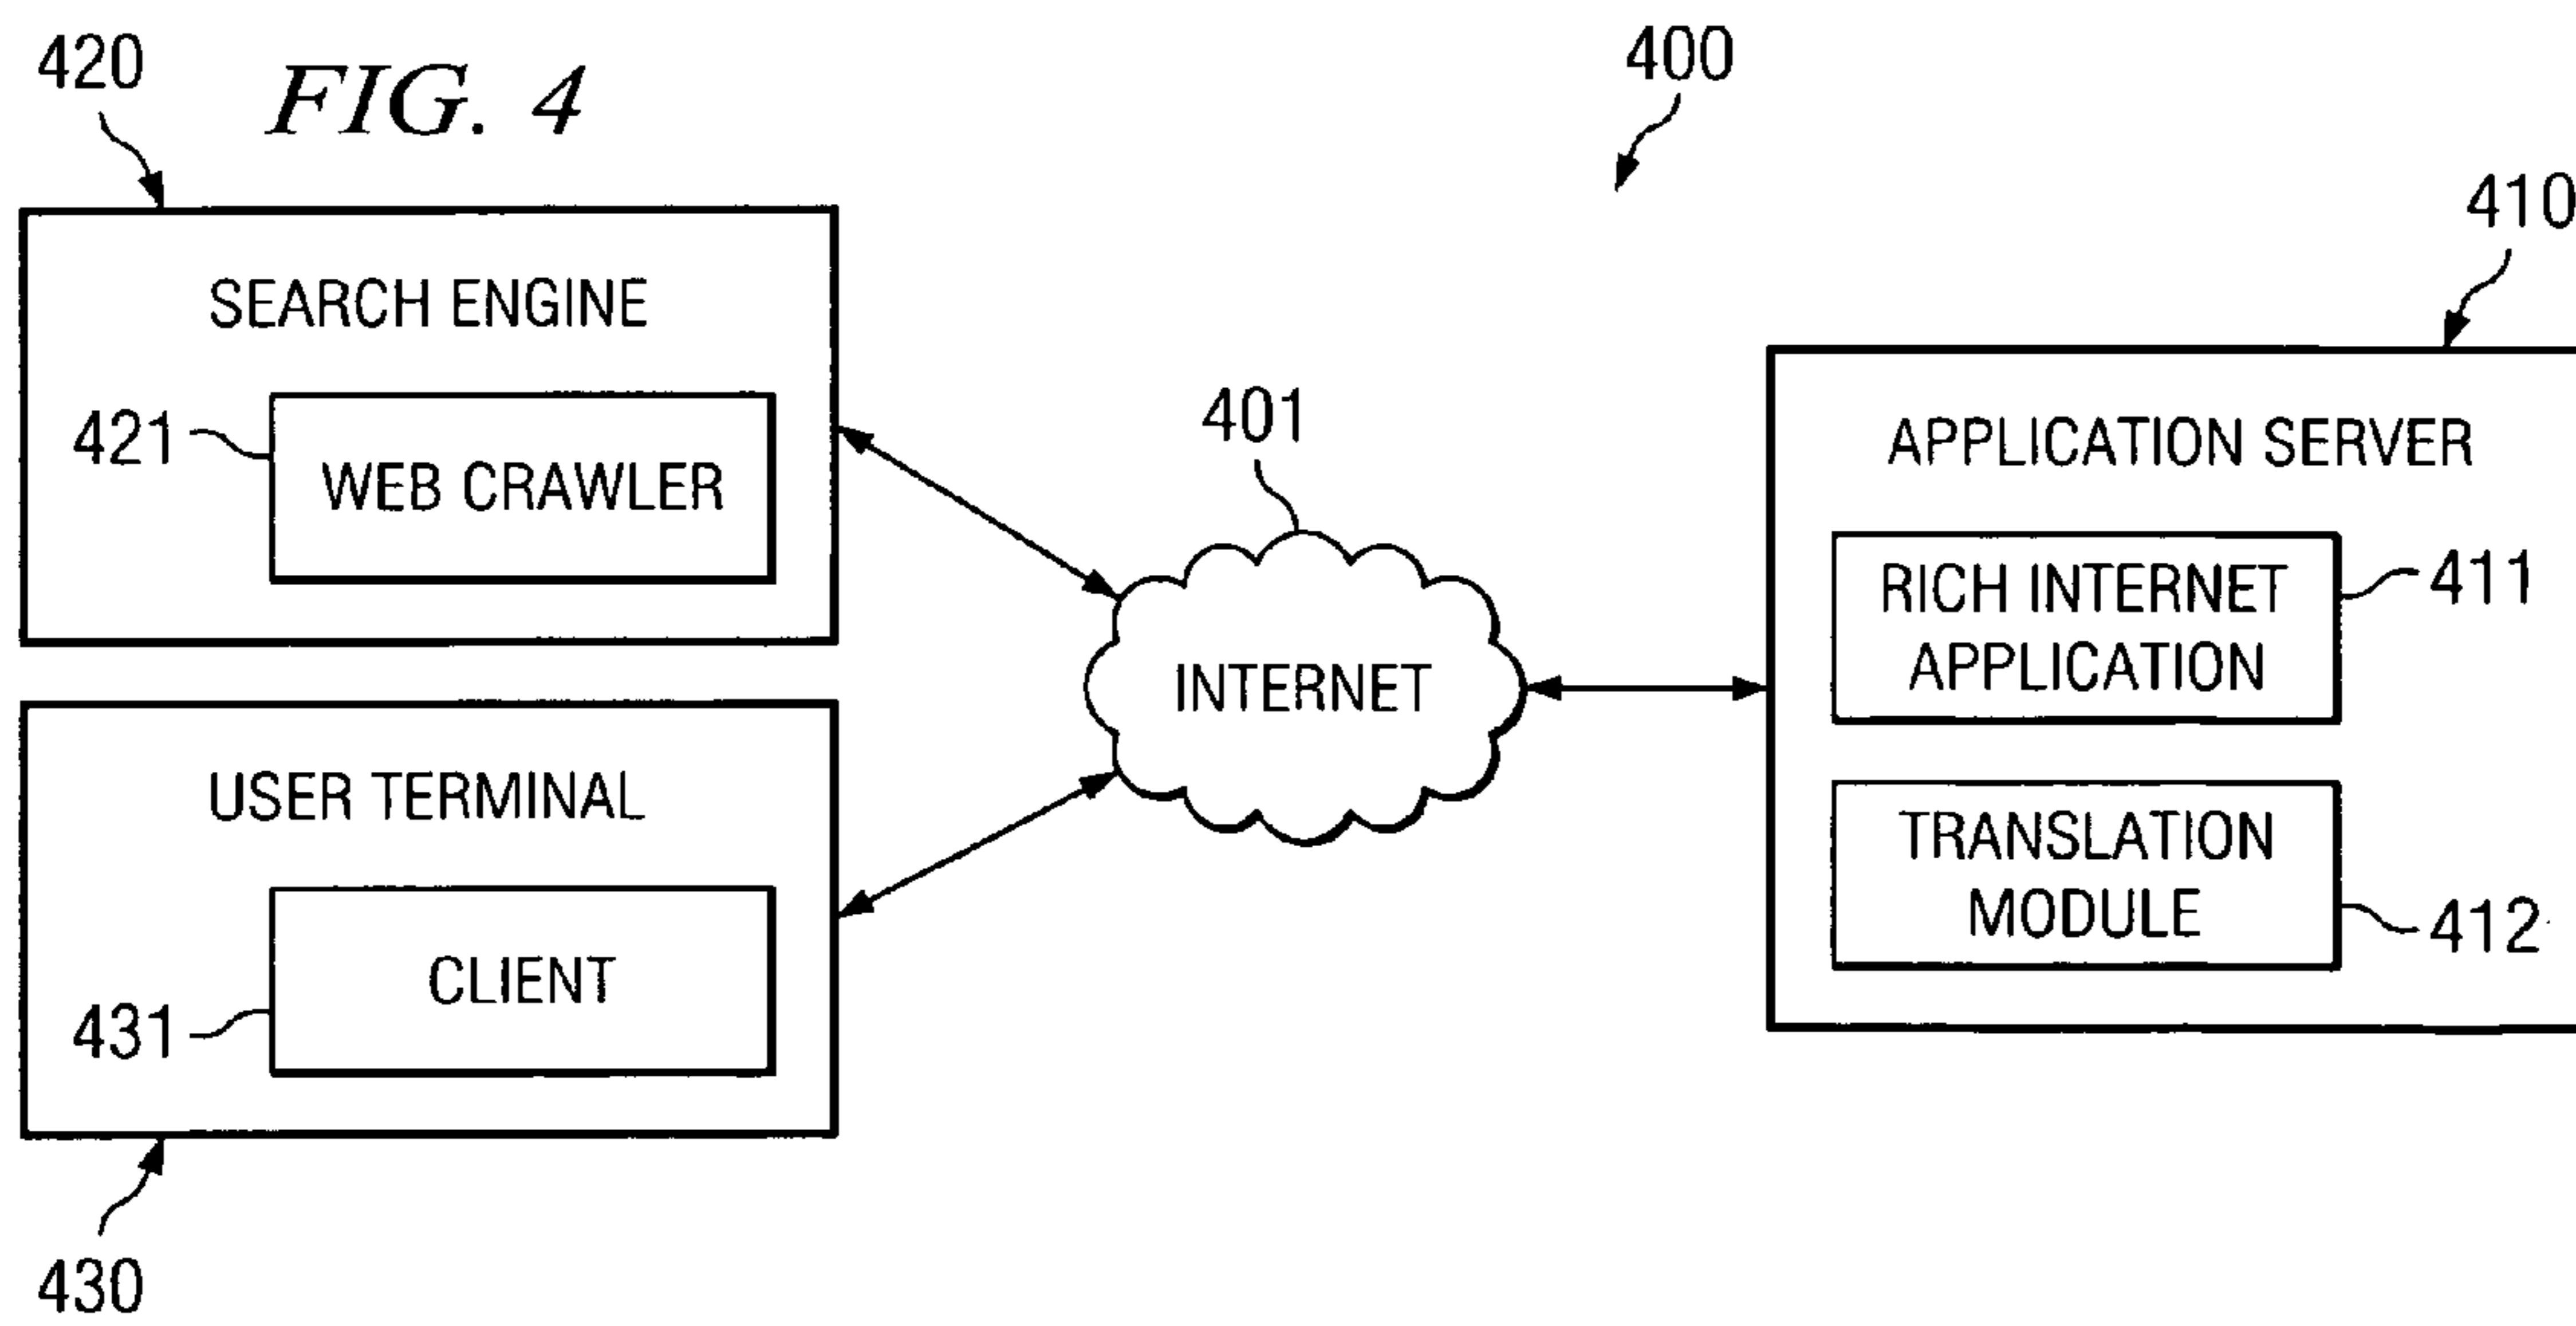 420
FIG. 4
400
410
SEARCH ENGINE
421
WEB CRAWLER
401
APPLICATION SERVER
RICH INTERNET
APPLICATION
411
INTERNET
TRANSLATION
MODULE
412
USER TERMINAL
CLIENT
431
430